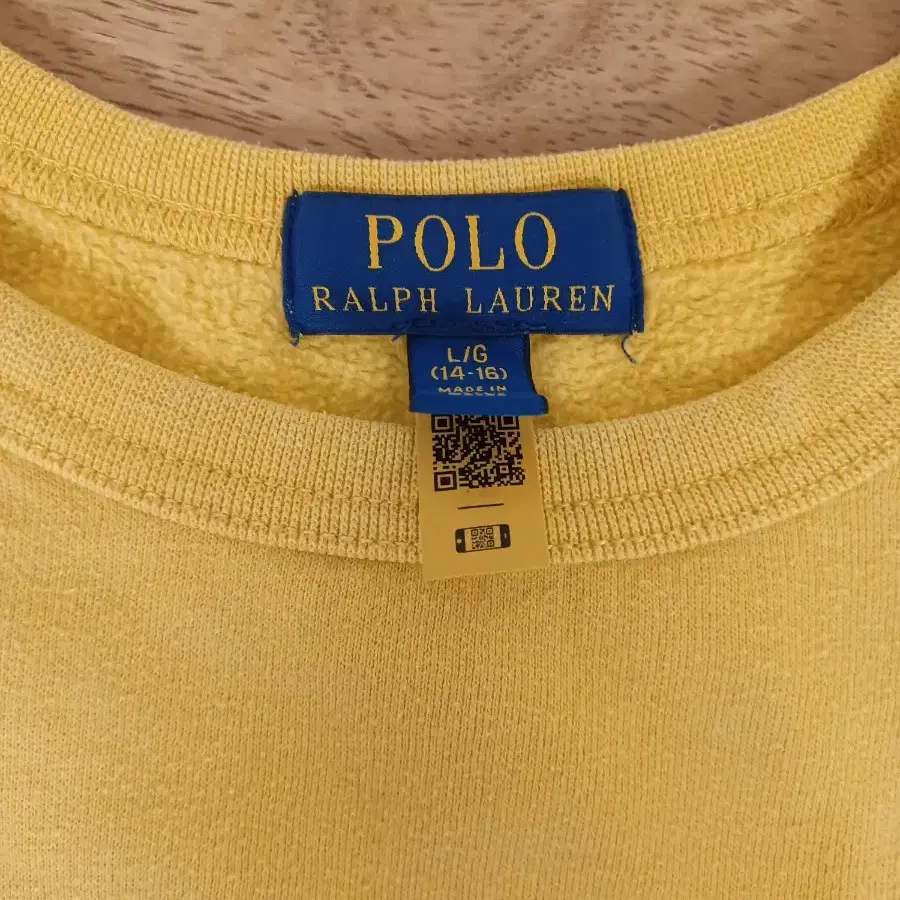 POLO
RALPH LAUREN
L/G
(14-16)
MADE IN